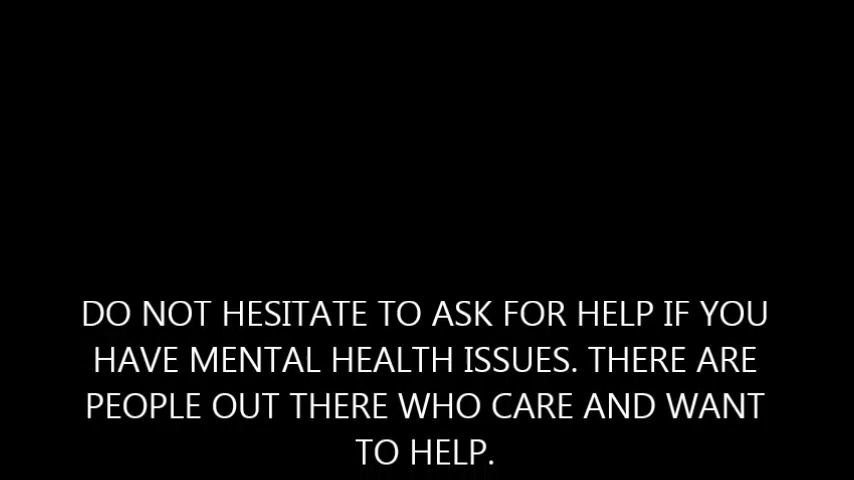 DO NOT HESITATE TO ASK FOR HELP IF YOU
HAVE MENTAL HEALTH ISSUES. THERE ARE
PEOPLE OUT THERE WHO CARE AND WANT
TO HELP.